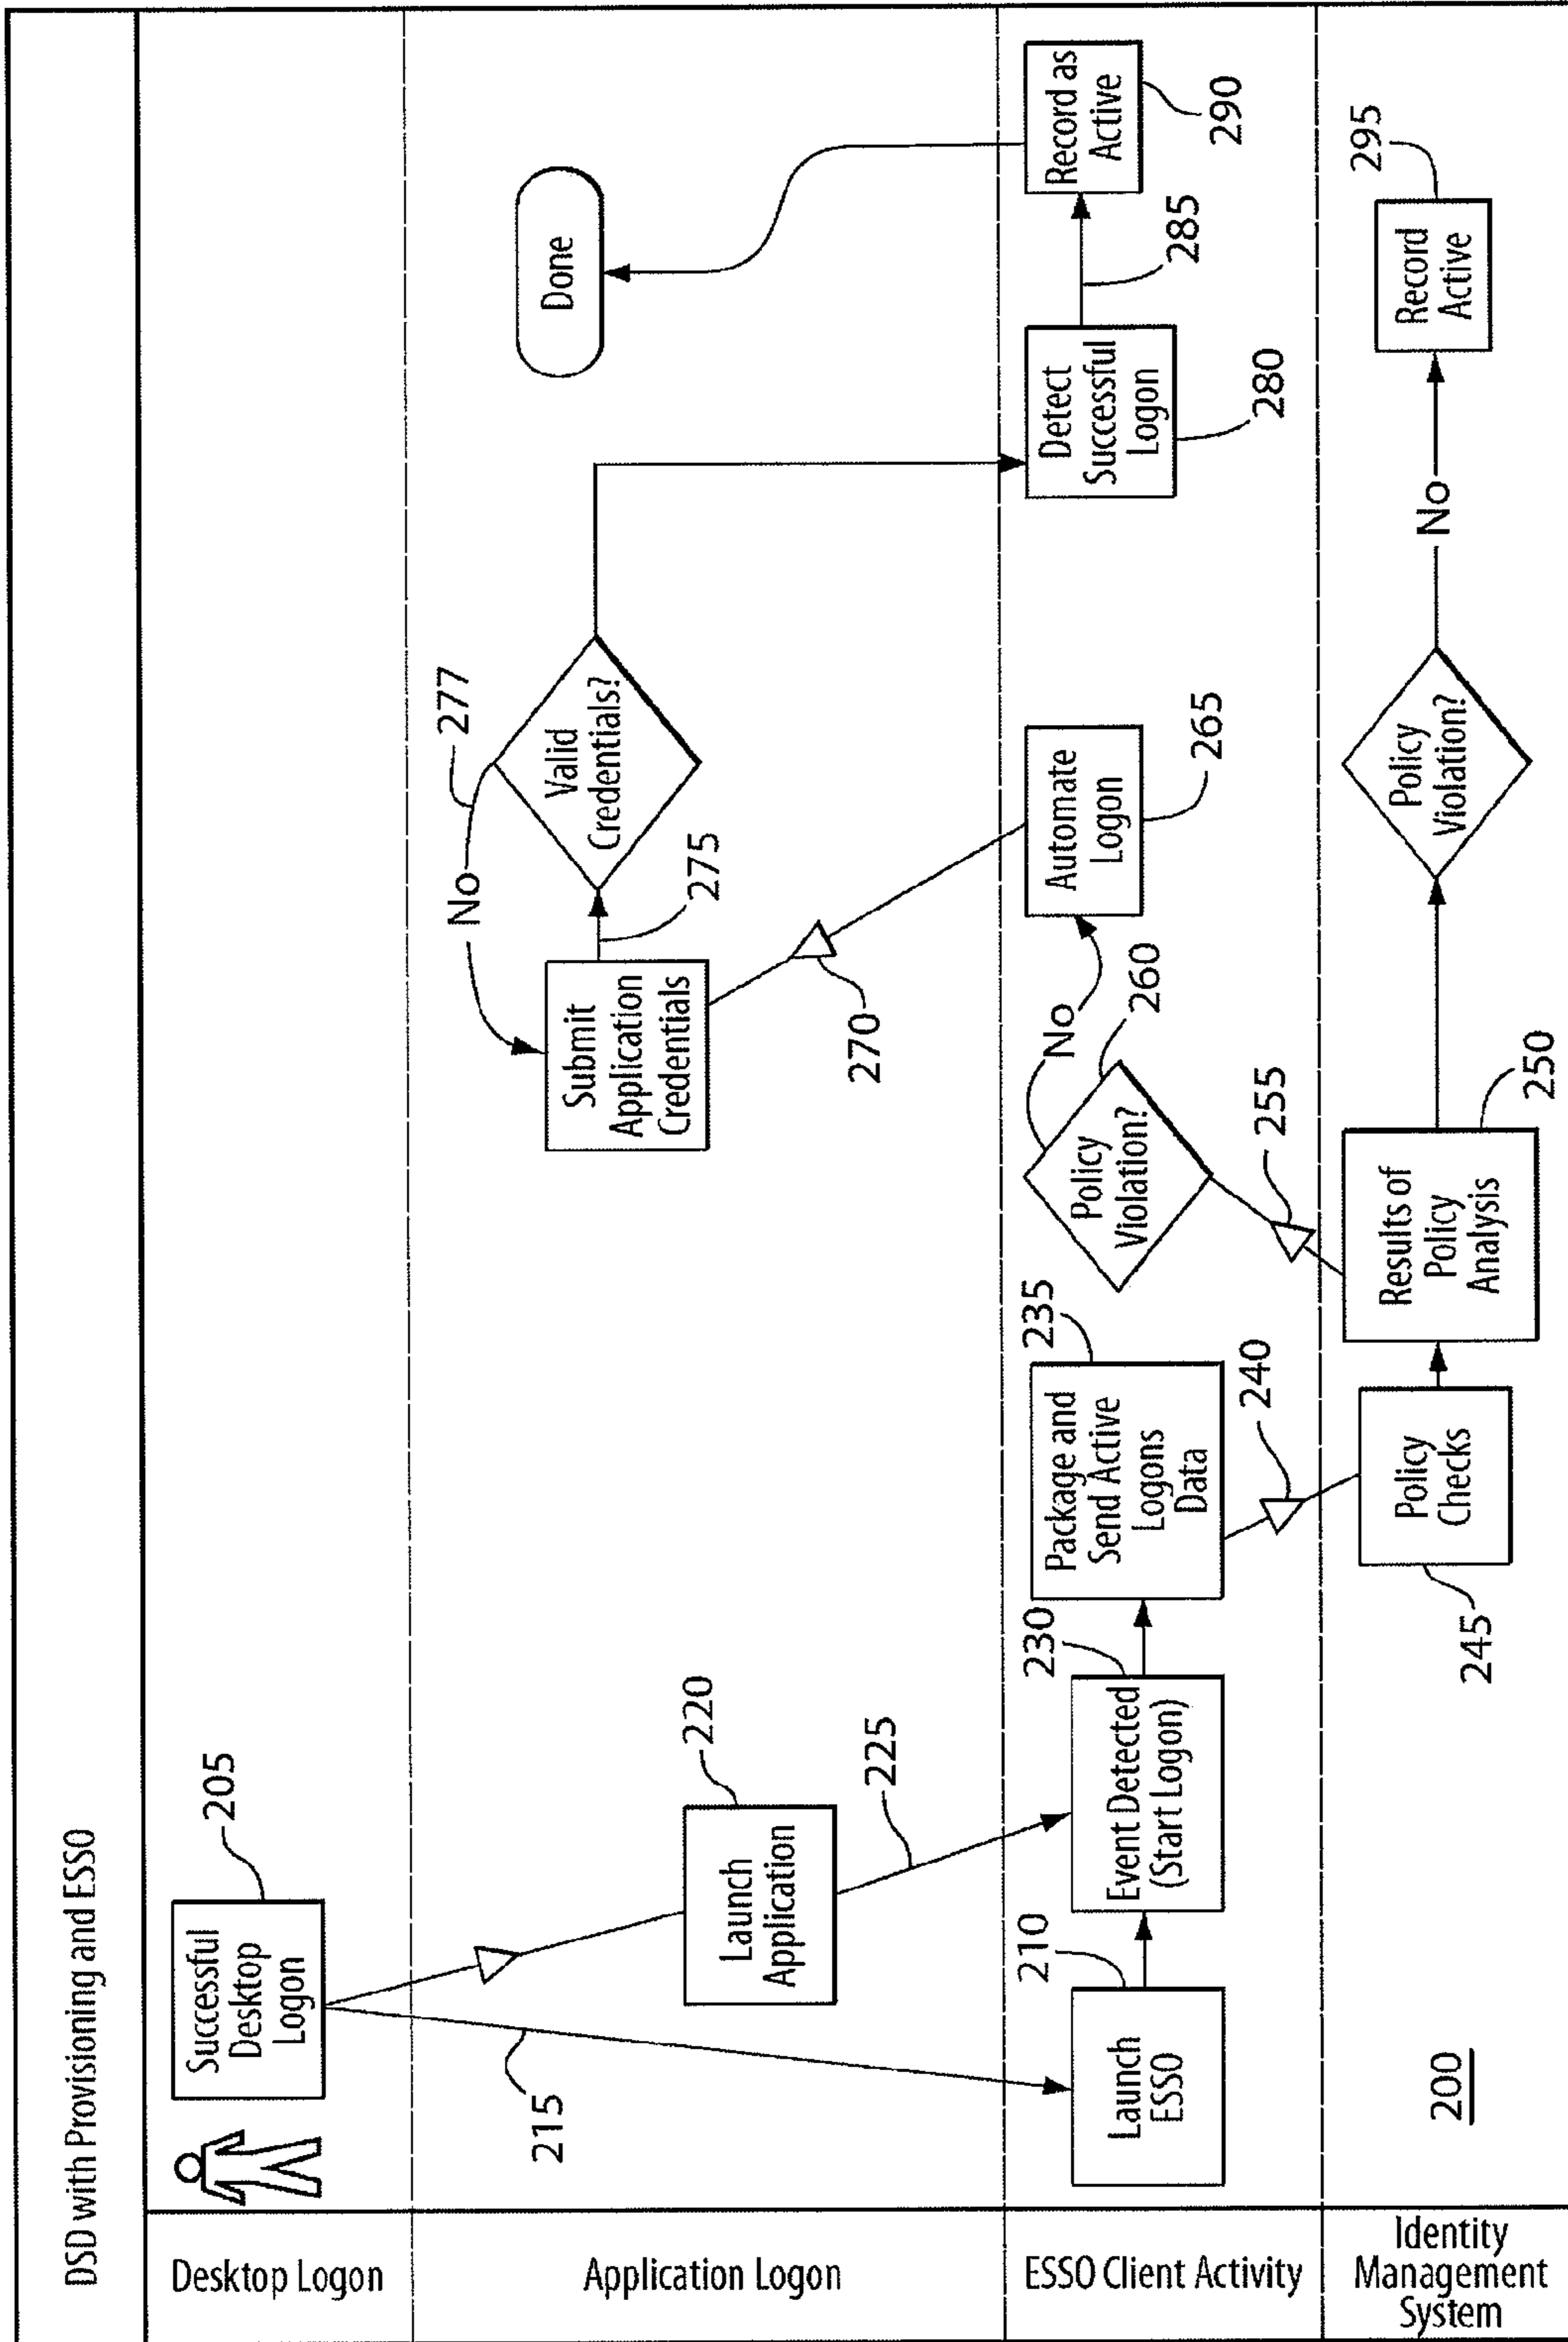 DSD with Provisioning and ESSO
Desktop Logon
Successful
Desktop
Logon
205
215
Application Logon
Launch
Application
220
225
Submit
Application
Credentials
No
277
275
270
Valid
Credentials?
Done
ESSO Client Activity
Launch
ESSO
210
Event Detected
(Start Logon)
230
Package and
Send Active
Logons
Data
235
240
Policy
Violation?
255
260
No
Automate
Logon
265
Detect
Successful
Logon
280
285
Record as
Active
290
Identity
Management
System
200
Policy
Checks
245
Results of
Policy
Analysis
250
Policy
Violation?
No
Record
Active
295